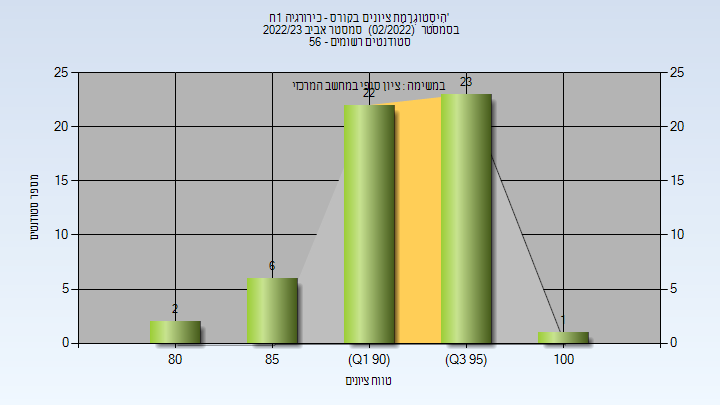 היסטוגרמת ציונים בקורס - כירורגיה 1ח'
בסמסטר (02/2022) סמסטר אביב 2022/23
סטודנטים רשומים - 56
במשימה : ציון סופי במחשב המרכזי
25
20
15
10
5
0
25
20
15
10
5
0
מספר סטודנטים
2
6
22
23
1
80
85
(Q1 90)
(Q3 95)
100
טווח ציונים